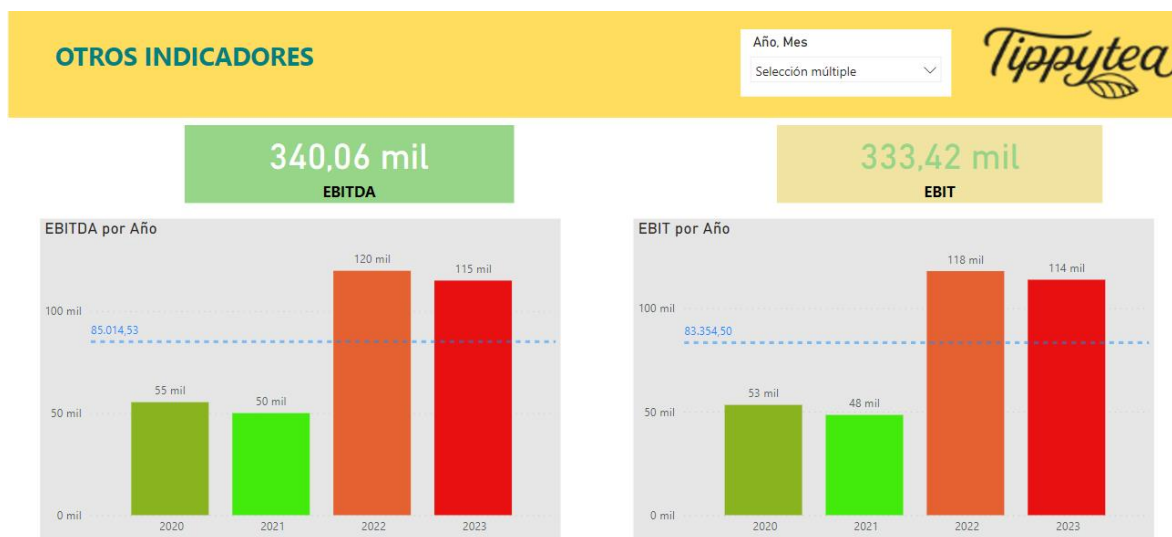 OTROS INDICADORES
Año, Mes
Selección múltiple
Tippytea
340,06 mil
EBITDA
333,42 mil
EBIT
EBITDA por Año
120 mil
115 mil
100 mil
85.014,53
55 mil
50 mil
50 mil
0 mil
2020 2021 2022 2023
EBIT por Año
118 mil
114 mil
100 mil
83.354,50
53 mil
48 mil
50 mil
0 mil
2020 2021 2022 2023